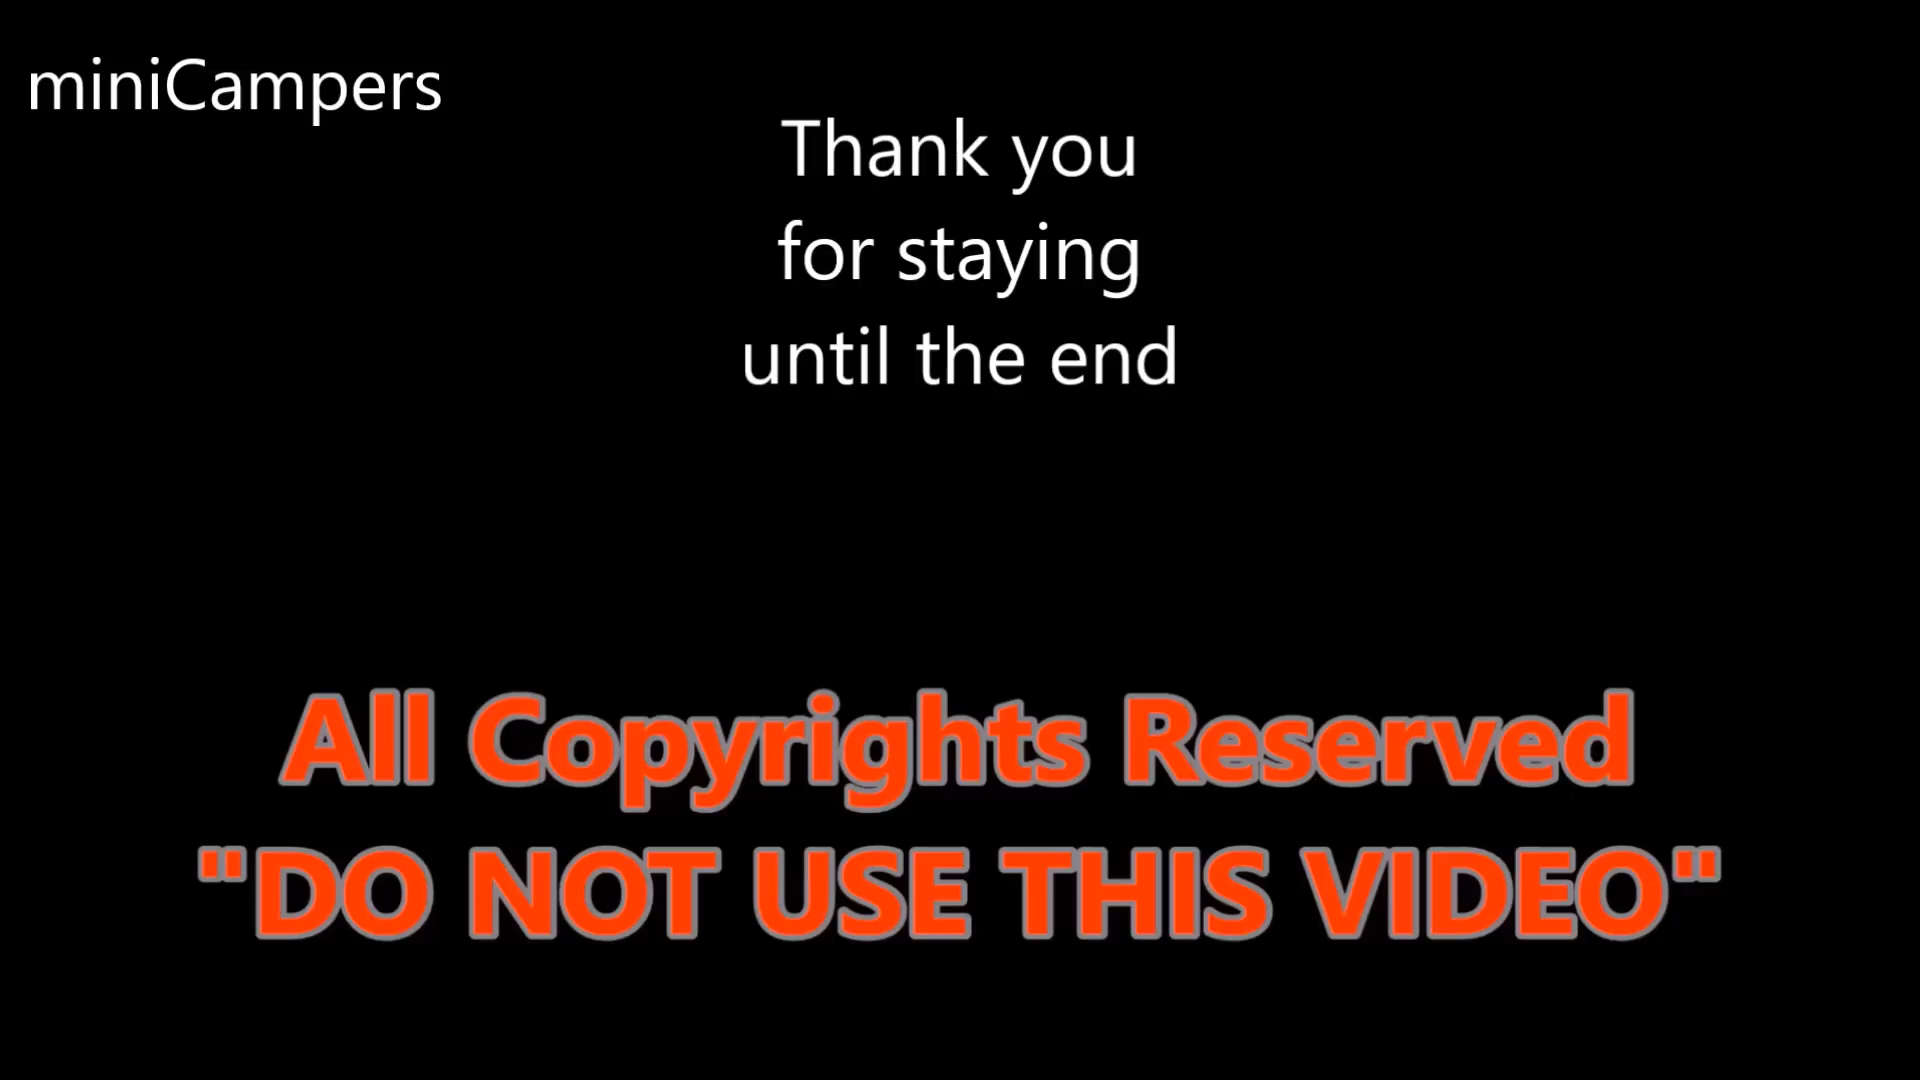 miniCampers
Thank you
for staying
until the end
All Copyrights Reserved
"DO NOT USE THIS VIDEO"